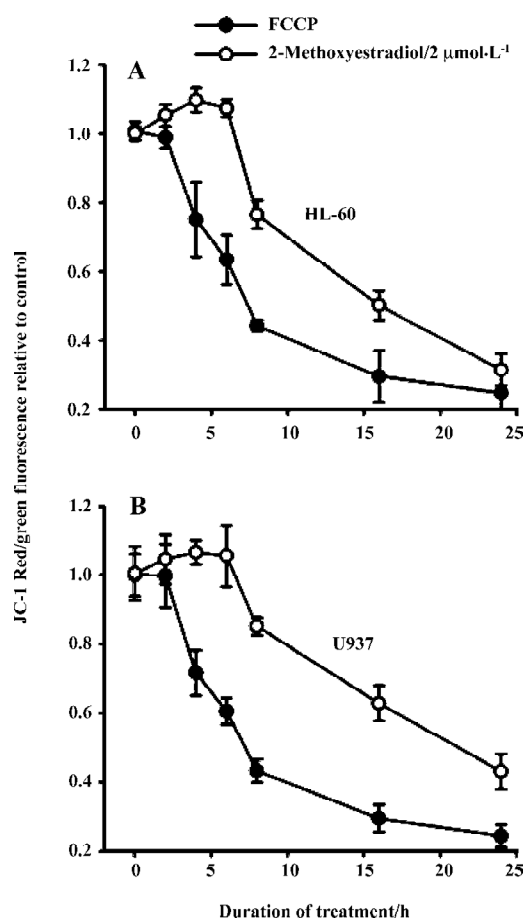 FCCP
2-Methoxyestradiol/2 μmol·L⁻¹
JC-1 Red/green fluorescence relative to control
A
1.2
1.0
0.8
0.6
0.4
0.2
HL-60
0 5 10 15 20 25
B
1.2
1.0
0.8
0.6
0.4
0.2
U937
0 5 10 15 20 25
Duration of treatment/h